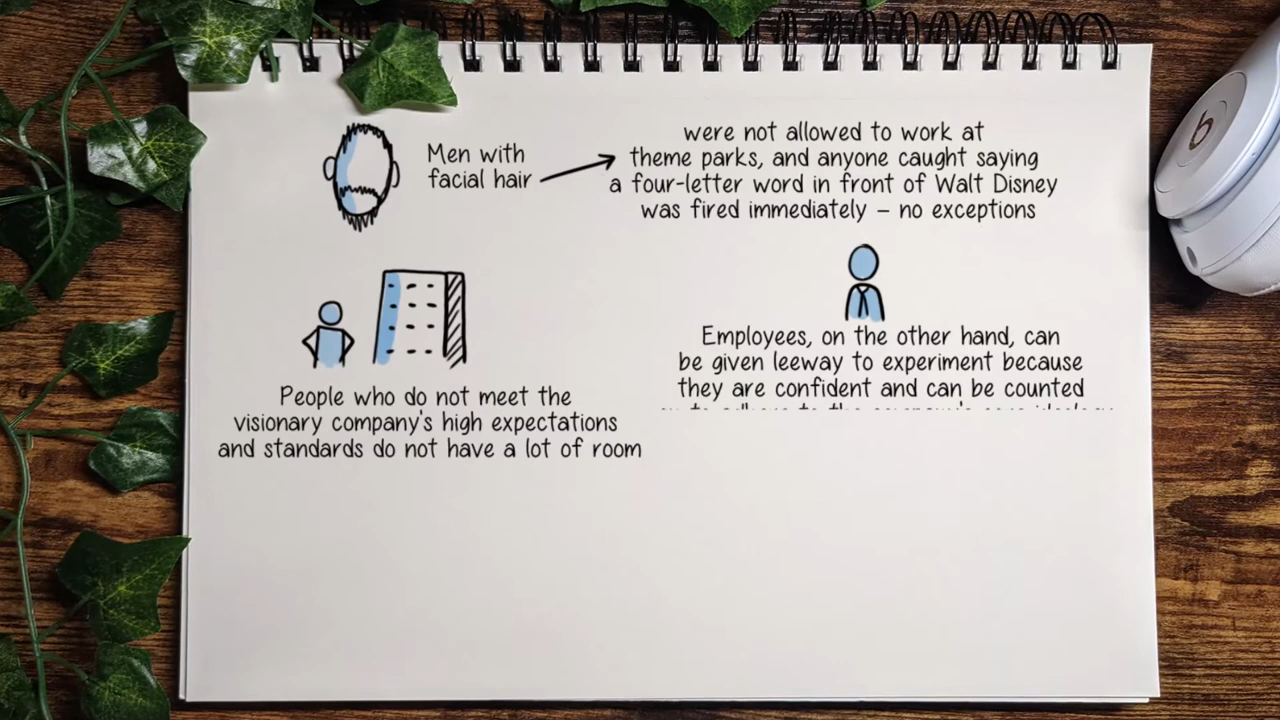 Men with
facial hair
were not allowed to work at
theme parks, and anyone caught saying
a four-letter word in front of Walt Disney
was fired immediately – no exceptions
People who do not meet the
visionary company's high expectations
and standards do not have a lot of room
Employees, on the other hand, can
be given leeway to experiment because
they are confident and can be counted